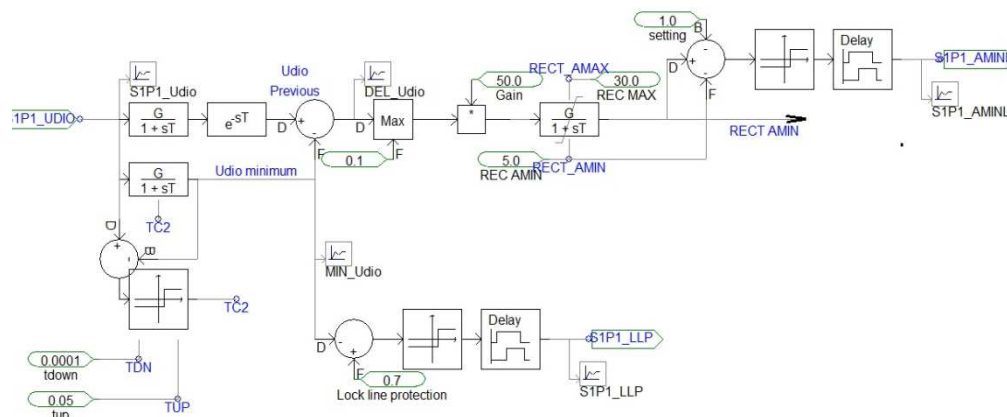 1.0
setting
B
D
F
Delay
S1P1_AMINL
S1P1_AMINL
S1P1_Udio
Udio
Previous
DEL_Udio
50.0
Gain
RECT_AMAX
30.0
REC MAX
S1P1_UDIO
G
1 + sT
e-sT
D
F
D
Max
F
0.1
*
G
1 + sT
RECT AMIN
5.0
REC AMIN
RECT_AMIN
G
1 + sT
Udio minimum
TC2
D
B
TC2
MIN_Udio
0.0001
tdown
TDN
0.05
tup
TUP
D
F
0.7
Lock line protection
Delay
S1P1_LLP
S1P1_LLP